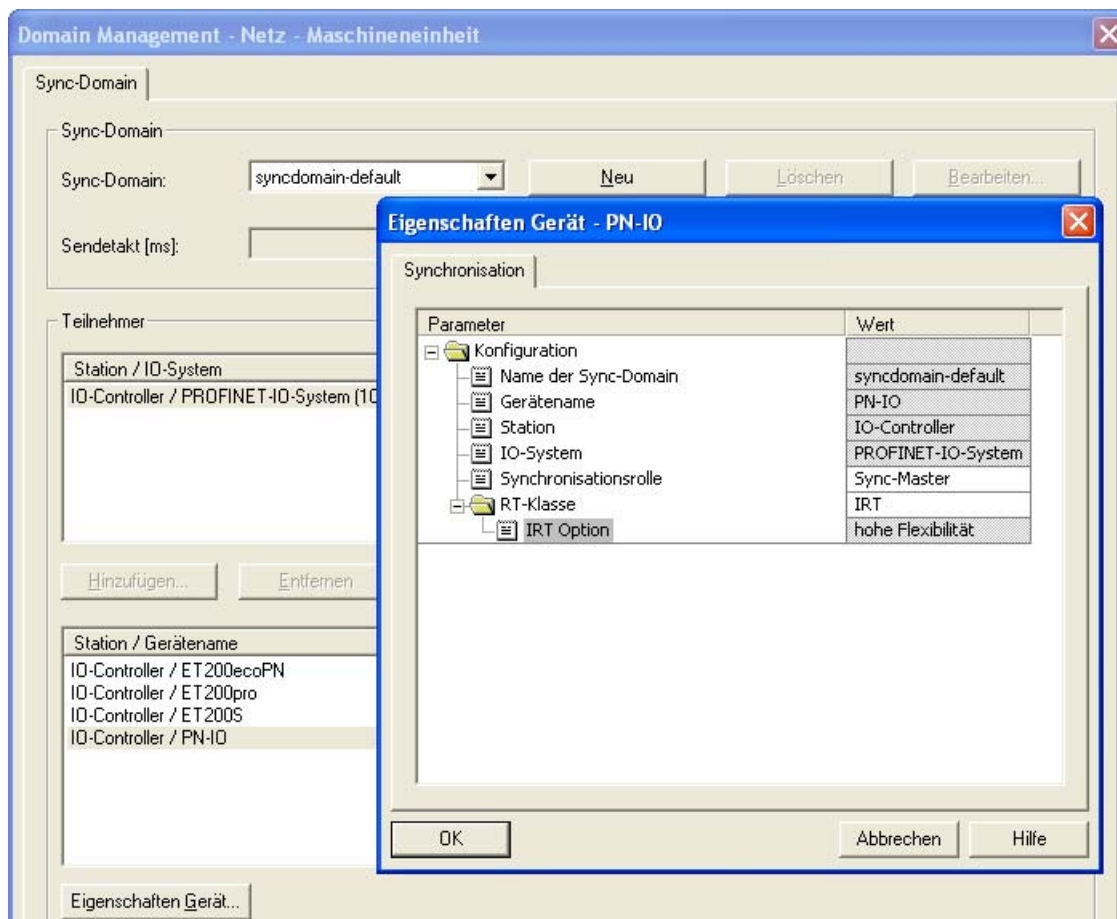 Domain Management - Netz - Maschineneinheit
Sync-Domain
Sync-Domain
Sync-Domain:
syncdomain-default
Neu
Löschen
Bearbeiten...
Sendetakt [ms]:
Teilnehmer
Station / IO-System
IO-Controller / PROFINET-IO-System (10
Hinzufügen...
Entfernen
Station / Gerätename
IO-Controller / ET200ecoPN
IO-Controller / ET200pro
IO-Controller / ET200S
IO-Controller / PN-IO
Eigenschaften Gerät...
Eigenschaften Gerät - PN-IO
Synchronisation
Parameter Wert
Konfiguration
Name der Sync-Domain syncdomain-default
Gerätename PN-IO
Station IO-Controller
IO-System PROFINET-IO-System
Synchronisationsrolle Sync-Master
RT-Klasse IRT
IRT Option hohe Flexibilität
OK
Abbrechen
Hilfe